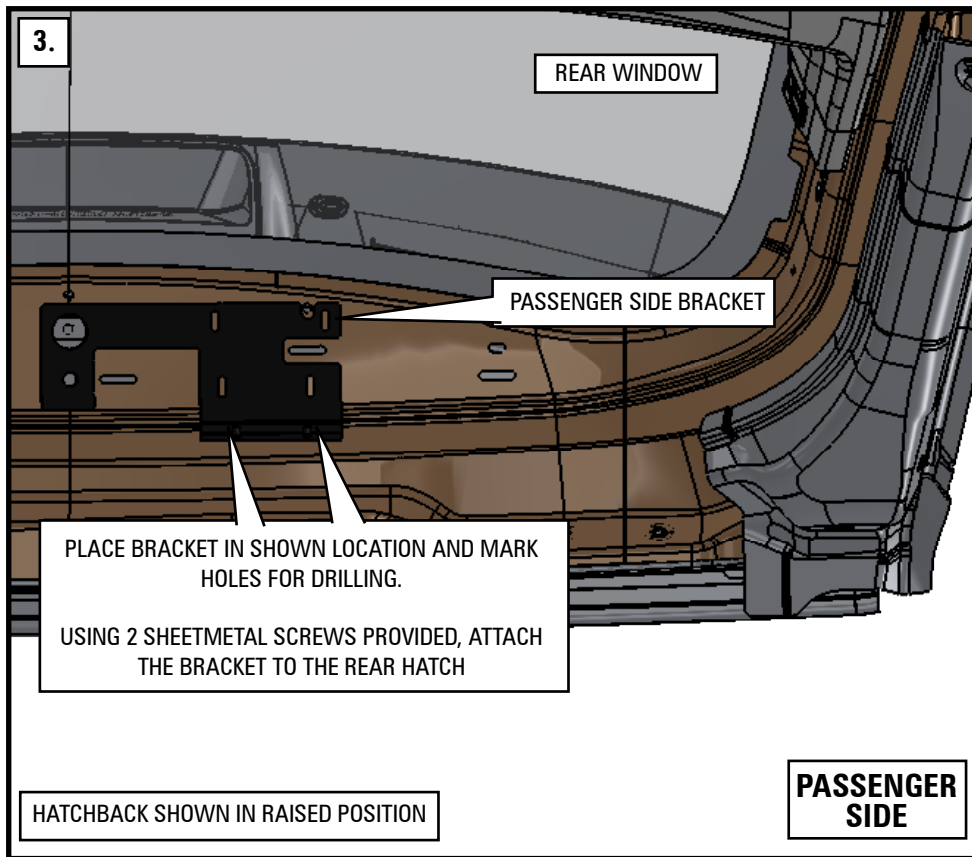 3.
REAR WINDOW
PASSENGER SIDE BRACKET
PLACE BRACKET IN SHOWN LOCATION AND MARK
HOLES FOR DRILLING.
USING 2 SHEETMETAL SCREWS PROVIDED, ATTACH
THE BRACKET TO THE REAR HATCH
HATCHBACK SHOWN IN RAISED POSITION
PASSENGER
SIDE